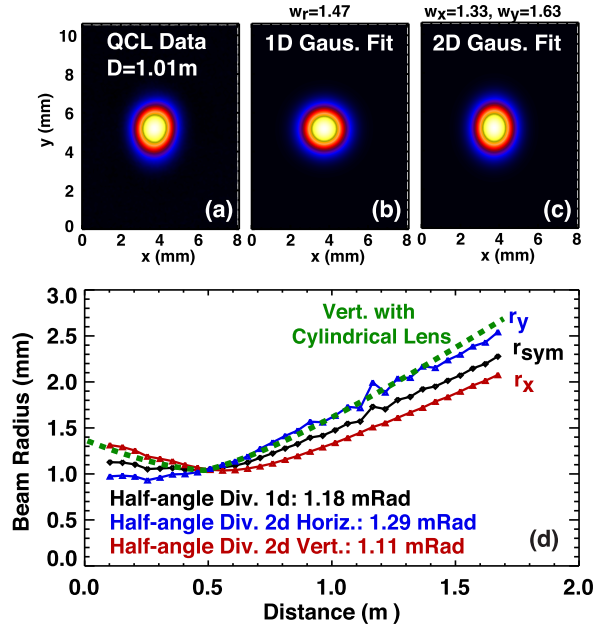 wr=1.47
wx=1.33, wy=1.63
QCL Data
D=1.01m
1D Gaus. Fit
2D Gaus. Fit
y (mm)
10
8
6
4
2
0
(a)
(b)
(c)
0 2 4 6 8
0 2 4 6 8
0 2 4 6 8
x (mm)
x (mm)
x (mm)
Beam Radius (mm)
3.0
2.5
2.0
1.5
1.0
0.5
0.0
Vert. with
Cylindrical Lens
ry
rsym
rx
Half-angle Div. 1d: 1.18 mRad
Half-angle Div. 2d Horiz.: 1.29 mRad
Half-angle Div. 2d Vert.: 1.11 mRad
(d)
0.0 0.5 1.0 1.5 2.0
Distance (m )